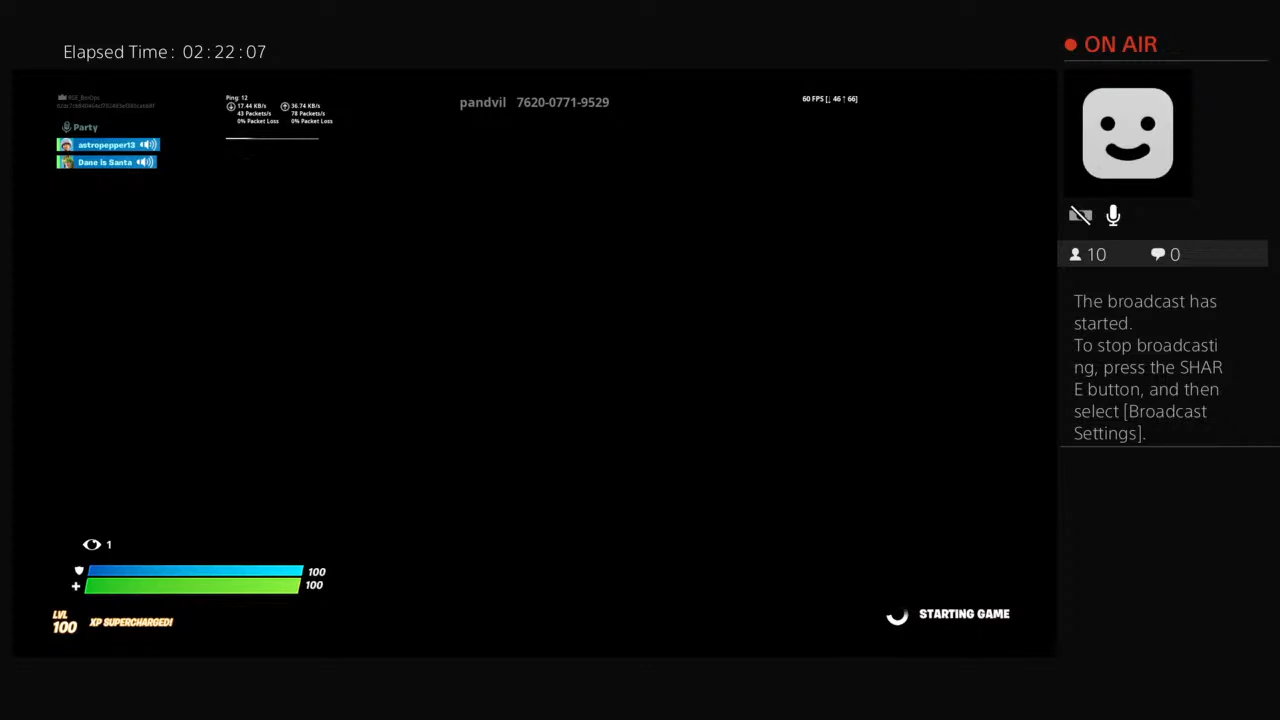 Elapsed Time: 02:22:07
ON AIR
Ping: 12
17.44 KB/s
36.74 KB/s
43 Packets/s
78 Packets/s
0% Packet Loss
0% Packet Loss
pandvil 7620-0771-9529
60 FPS [↓ 46 ↑ 66]
Party
astropepper13
Dane is Santa
10
0
The broadcast has
started.
To stop broadcasti
ng, press the SHAR
E button, and then
select [Broadcast
Settings].
1
100
100
LVL
100
XP SUPERCHARGED!
STARTING GAME